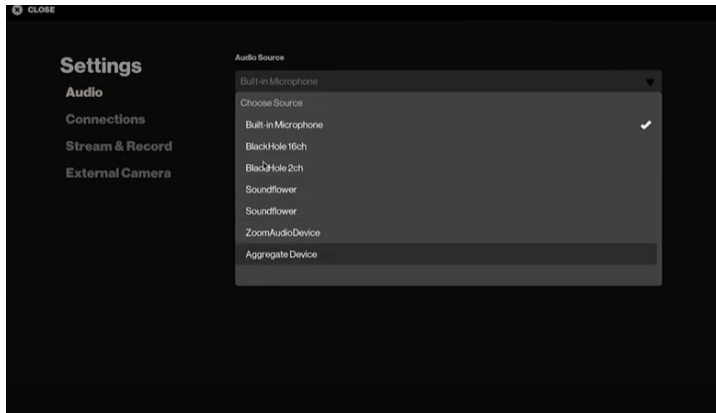 CLOSE
Settings
Audio
Connections
Stream & Record
External Camera
Audio Source
Built-in Microphone
Choose Source
Built-in Microphone
BlackHole 16ch
BlackHole 2ch
Soundflower
Soundflower
ZoomAudioDevice
Aggregate Device